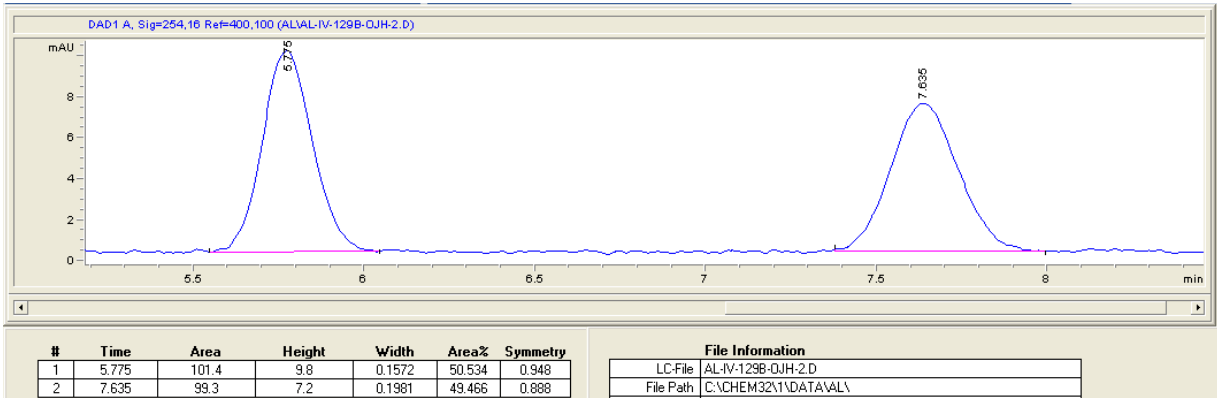 DAD1 A, Sig=254,16 Ref=400,100 (AL\AL-IV-129B-OJH-2.D)
mAU
5.775
7.635
8
6
4
2
0
5.5 6 6.5 7 7.5 8 min
# Time Area Height Width Area% Symmetry
1 5.775 101.4 9.8 0.1572 50.534 0.948
2 7.635 99.3 7.2 0.1981 49.466 0.888
File Information
LC-File AL-IV-129B-OJH-2.D
File Path C:\CHEM32\1\DATA\AL\